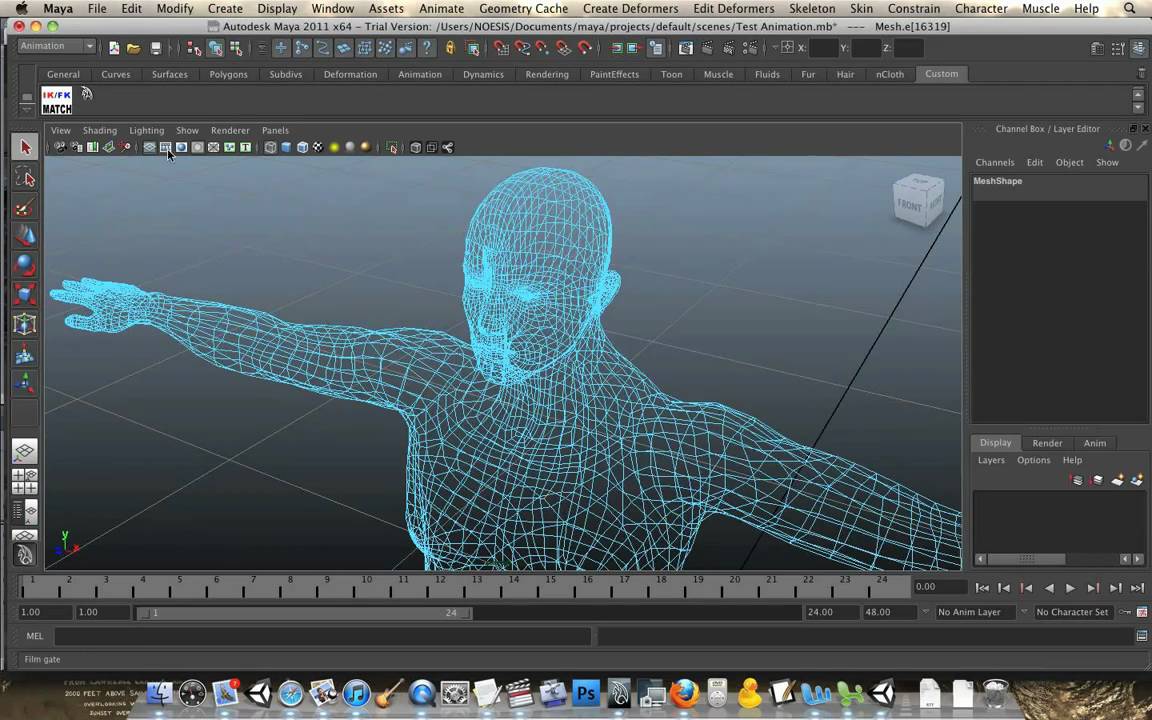 Maya File Edit Modify Create Display Window Assets Animate Geometry Cache Create Deformers Edit Deformers Skeleton Skin Constrain Character Muscle Help
Autodesk Maya 2011 x64 - Trial Version: /Users/NOESIS/Documents/maya/projects/default/scenes/Test Animation.mb* --- Mesh.e[16319]
Animation X: Y: Z:
General Curves Surfaces Polygons Subdivs Deformation Animation Dynamics Rendering PaintEffects Toon Muscle Fluids Fur Hair nCloth Custom
IK/FK
MATCH
View Shading Lighting Show Renderer Panels
Channel Box / Layer Editor
Channels Edit Object Show
MeshShape
FRONT
Display Render Anim
Layers Options Help
y
x
1 2 3 4 5 6 7 8 9 10 11 12 13 14 15 16 17 18 19 20 21 22 23 24 0.00
1.00 1.00 1 24 24.00 48.00 No Anim Layer No Character Set
MEL
Film gate
2000 FEET ABOVE
OVERLOOKING
SUNSET
Ps